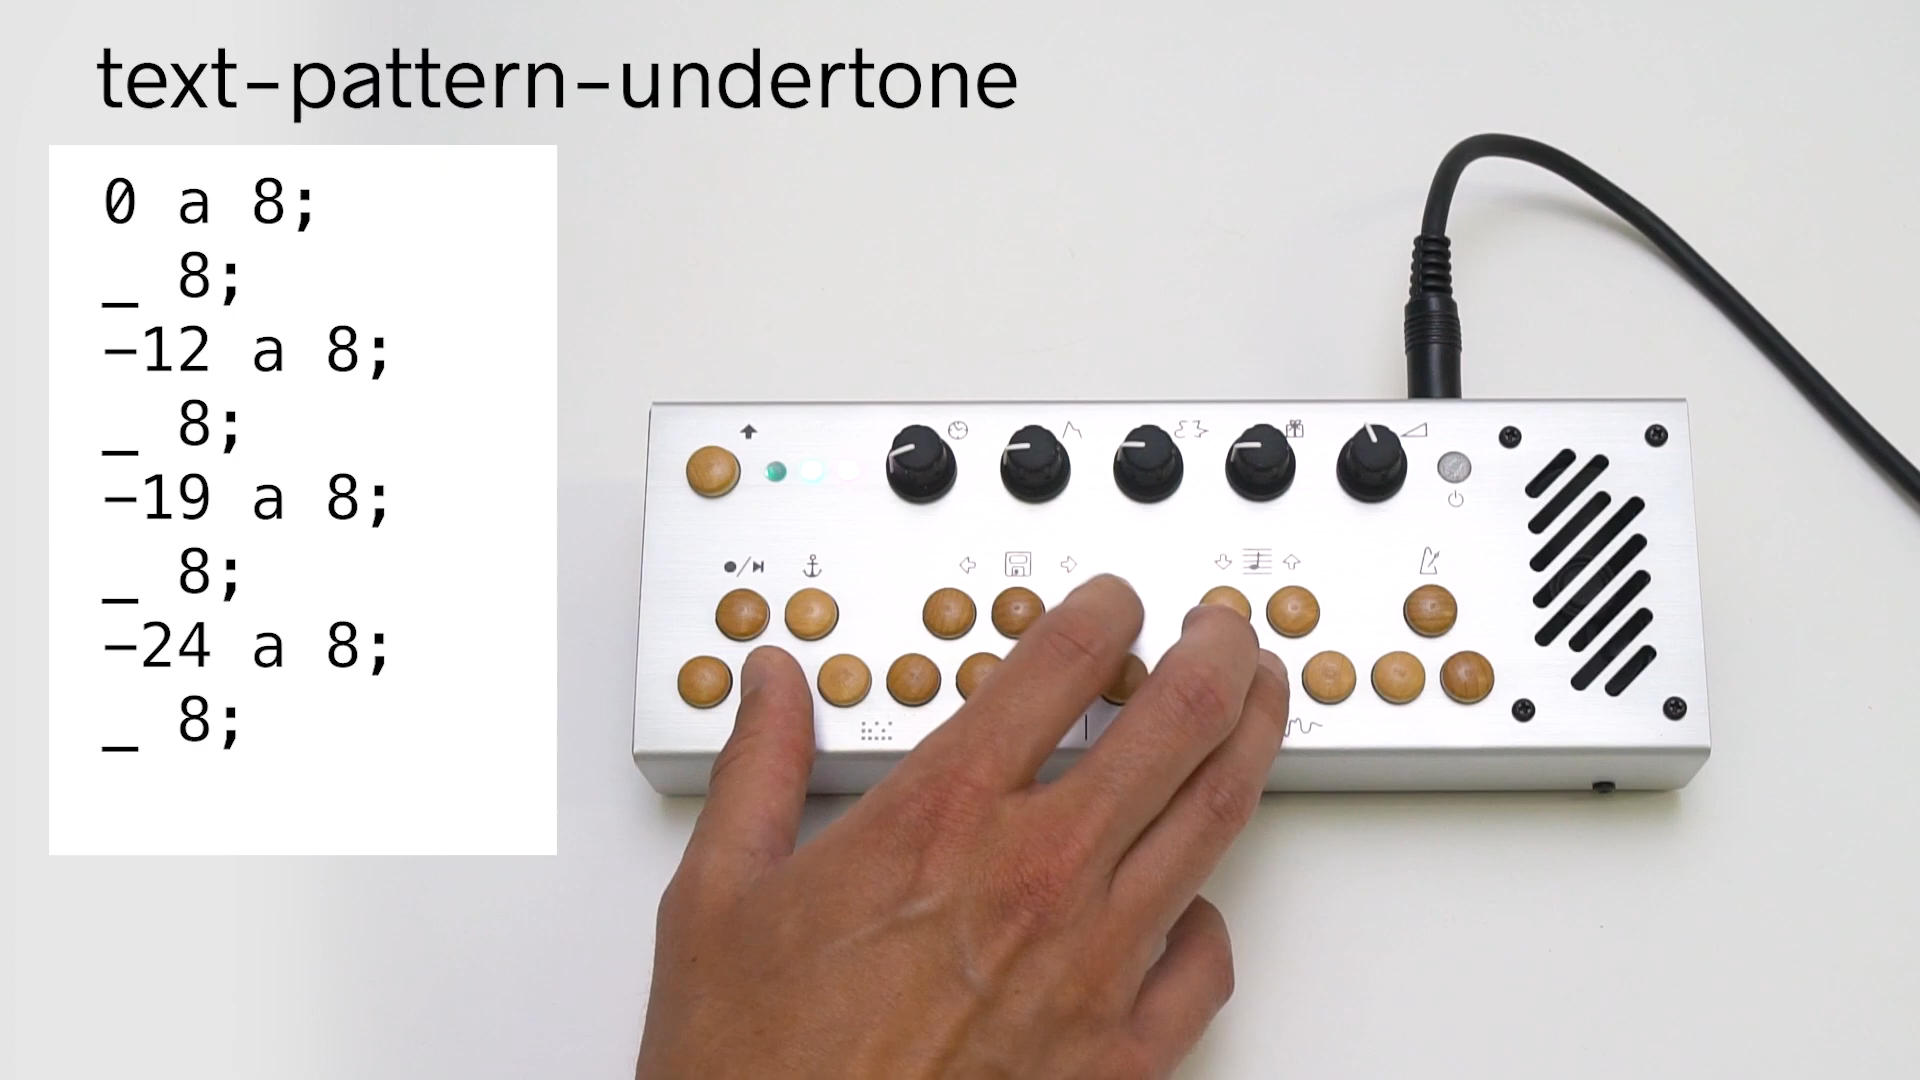 text-pattern-undertone
0 a 8;
_ 8;
-12 a 8;
_ 8;
-19 a 8;
_ 8;
-24 a 8;
_ 8;